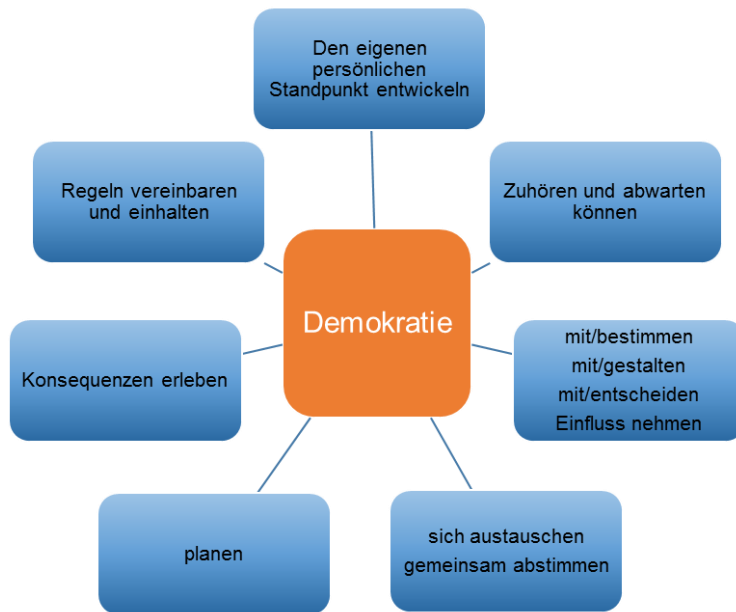 Den eigenen
persönlichen
Standpunkt entwickeln
Regeln vereinbaren
und einhalten
Zuhören und abwarten
können
Demokratie
Konsequenzen erleben
mit/bestimmen
mit/gestalten
mit/entscheiden
Einfluss nehmen
planen
sich austauschen
gemeinsam abstimmen